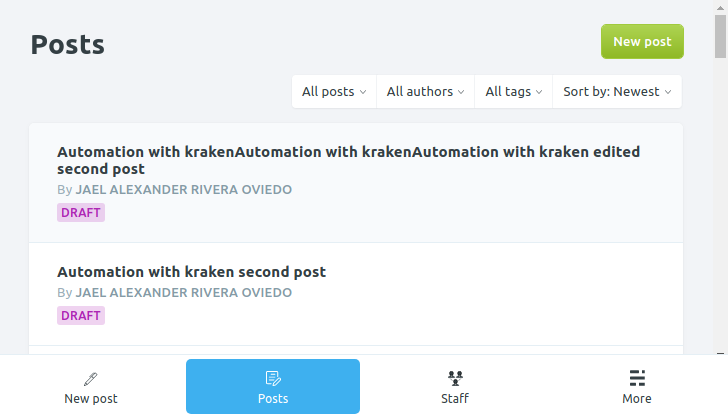 Posts
New post
All posts
All authors
All tags
Sort by: Newest
Automation with krakenAutomation with krakenAutomation with kraken edited
second post
By JAEL ALEXANDER RIVERA OVIEDO
DRAFT
Automation with kraken second post
By JAEL ALEXANDER RIVERA OVIEDO
DRAFT
New post
Posts
Staff
More